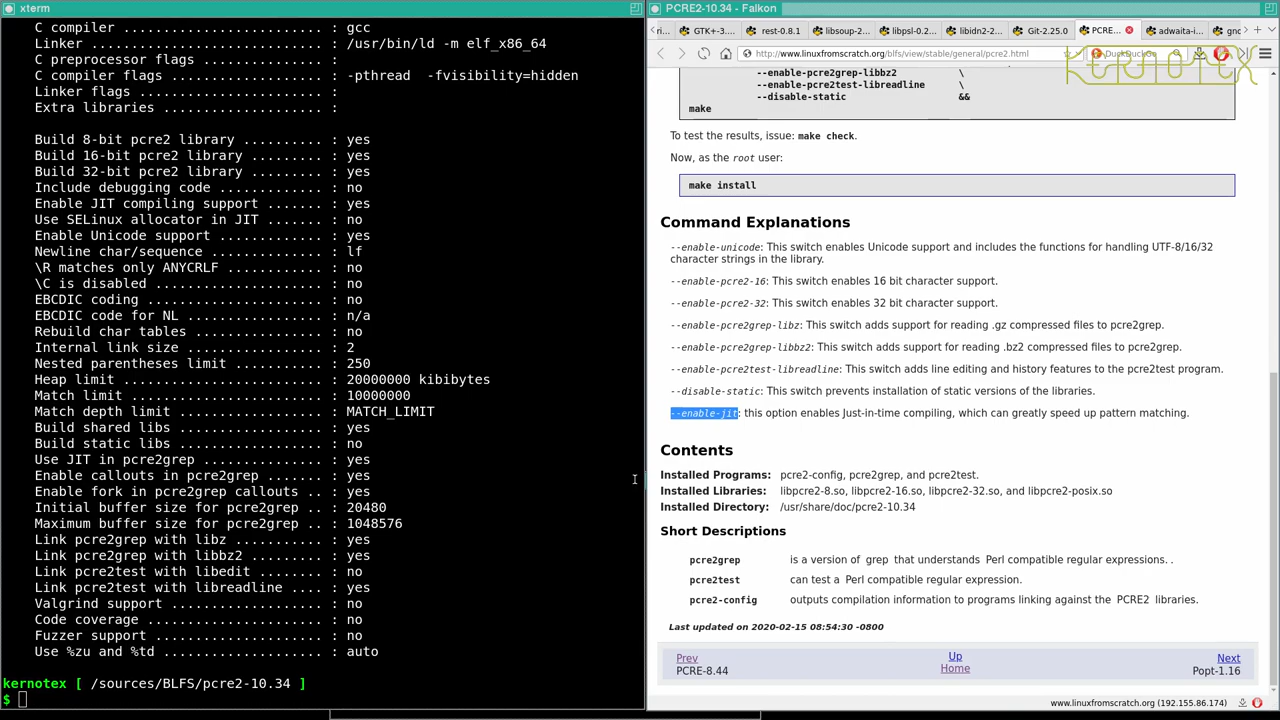 xterm
C compiler ....................... : gcc
Linker ........................... : /usr/bin/ld -m elf_x86_64
C preprocessor flags ............. :
C compiler flags ................. : -pthread  -fvisibility=hidden
Linker flags ..................... :
Extra libraries .................. :
Build 8-bit pcre2 library ........ : yes
Build 16-bit pcre2 library ....... : yes
Build 32-bit pcre2 library ....... : yes
Include debugging code ........... : no
Enable JIT compiling support ..... : yes
Use SELinux allocator in JIT ..... : no
Enable Unicode support ........... : yes
Newline char/sequence ............ : lf
\R matches only ANYCRLF .......... : no
\C is disabled ................... : no
EBCDIC coding .................... : no
EBCDIC code for NL ............... : n/a
Rebuild char tables .............. : no
Internal link size ............... : 2
Nested parentheses limit ......... : 250
Heap limit ....................... : 20000000 kibibytes
Match limit ...................... : 10000000
Match depth limit ................ : MATCH_LIMIT
Build shared libs ................ : yes
Build static libs ................ : no
Use JIT in pcre2grep ............. : yes
Enable callouts in pcre2grep ..... : yes
Enable fork in pcre2grep callouts .. : yes
Initial buffer size for pcre2grep .. : 20480
Maximum buffer size for pcre2grep .. : 1048576
Link pcre2grep with libz ......... : yes
Link pcre2grep with libbz2 ....... : yes
Link pcre2test with libedit ...... : no
Link pcre2test with libreadline .... : yes
Valgrind support ................. : no
Code coverage .................... : no
Fuzzer support ................... : no
Use %zu and %td .................. : auto
kernotex [ /sources/BLFS/pcre2-10.34 ]
$
PCRE2-10.34 - Falkon
ri... GTK+-3.... rest-0.8.1 libsoup-2... libpsl-0.2... libidn2-2... Git-2.25.0 PCRE... adwaita-i... gnc
http://www.linuxfromscratch.org/blfs/view/stable/general/pcre2.html DuckDuckGo
KERNOTEX
--enable-pcre2grep-libbz2 \
--enable-pcre2test-libreadline \
--disable-static &&
make
To test the results, issue: make check.
Now, as the root user:
make install
Command Explanations
--enable-unicode: This switch enables Unicode support and includes the functions for handling UTF-8/16/32
character strings in the library.
--enable-pcre2-16: This switch enables 16 bit character support.
--enable-pcre2-32: This switch enables 32 bit character support.
--enable-pcre2grep-libz: This switch adds support for reading .gz compressed files to pcre2grep.
--enable-pcre2grep-libbz2: This switch adds support for reading .bz2 compressed files to pcre2grep.
--enable-pcre2test-libreadline: This switch adds line editing and history features to the pcre2test program.
--disable-static: This switch prevents installation of static versions of the libraries.
--enable-jit: this option enables Just-in-time compiling, which can greatly speed up pattern matching.
Contents
Installed Programs: pcre2-config, pcre2grep, and pcre2test.
Installed Libraries: libpcre2-8.so, libpcre2-16.so, libpcre2-32.so, and libpcre2-posix.so
Installed Directory: /usr/share/doc/pcre2-10.34
Short Descriptions
pcre2grep is a version of grep that understands Perl compatible regular expressions. .
pcre2test can test a Perl compatible regular expression.
pcre2-config outputs compilation information to programs linking against the PCRE2 libraries.
Last updated on 2020-02-15 08:54:30 -0800
Prev Up Next
PCRE-8.44 Home Popt-1.16
www.linuxfromscratch.org (192.155.86.174)